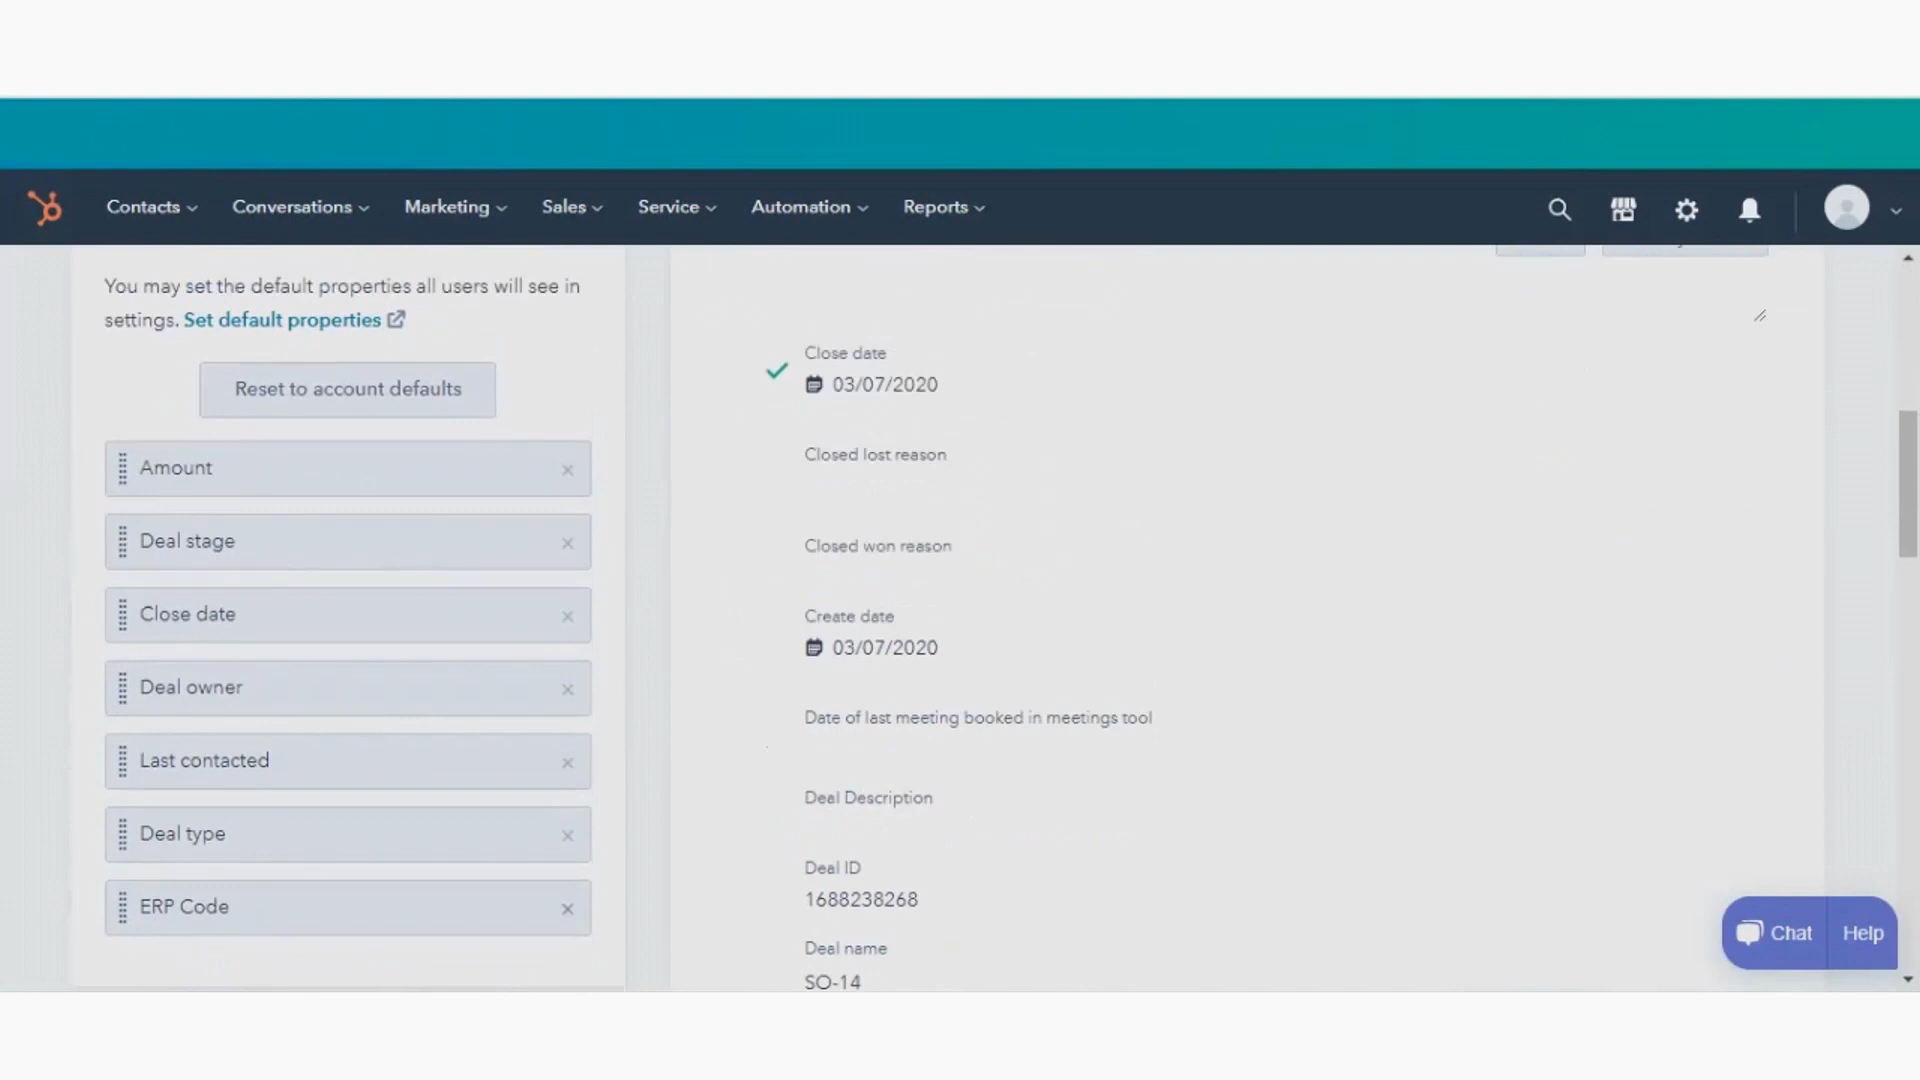 Contacts
Conversations
Marketing
Sales
Service
Automation
Reports
You may set the default properties all users will see in
settings. Set default properties
Reset to account defaults
Amount
Deal stage
Close date
Deal owner
Last contacted
Deal type
ERP Code
Close date
03/07/2020
Closed lost reason
Closed won reason
Create date
03/07/2020
Date of last meeting booked in meetings tool
Deal Description
Deal ID
1688238268
Deal name
SO-14
Chat
Help